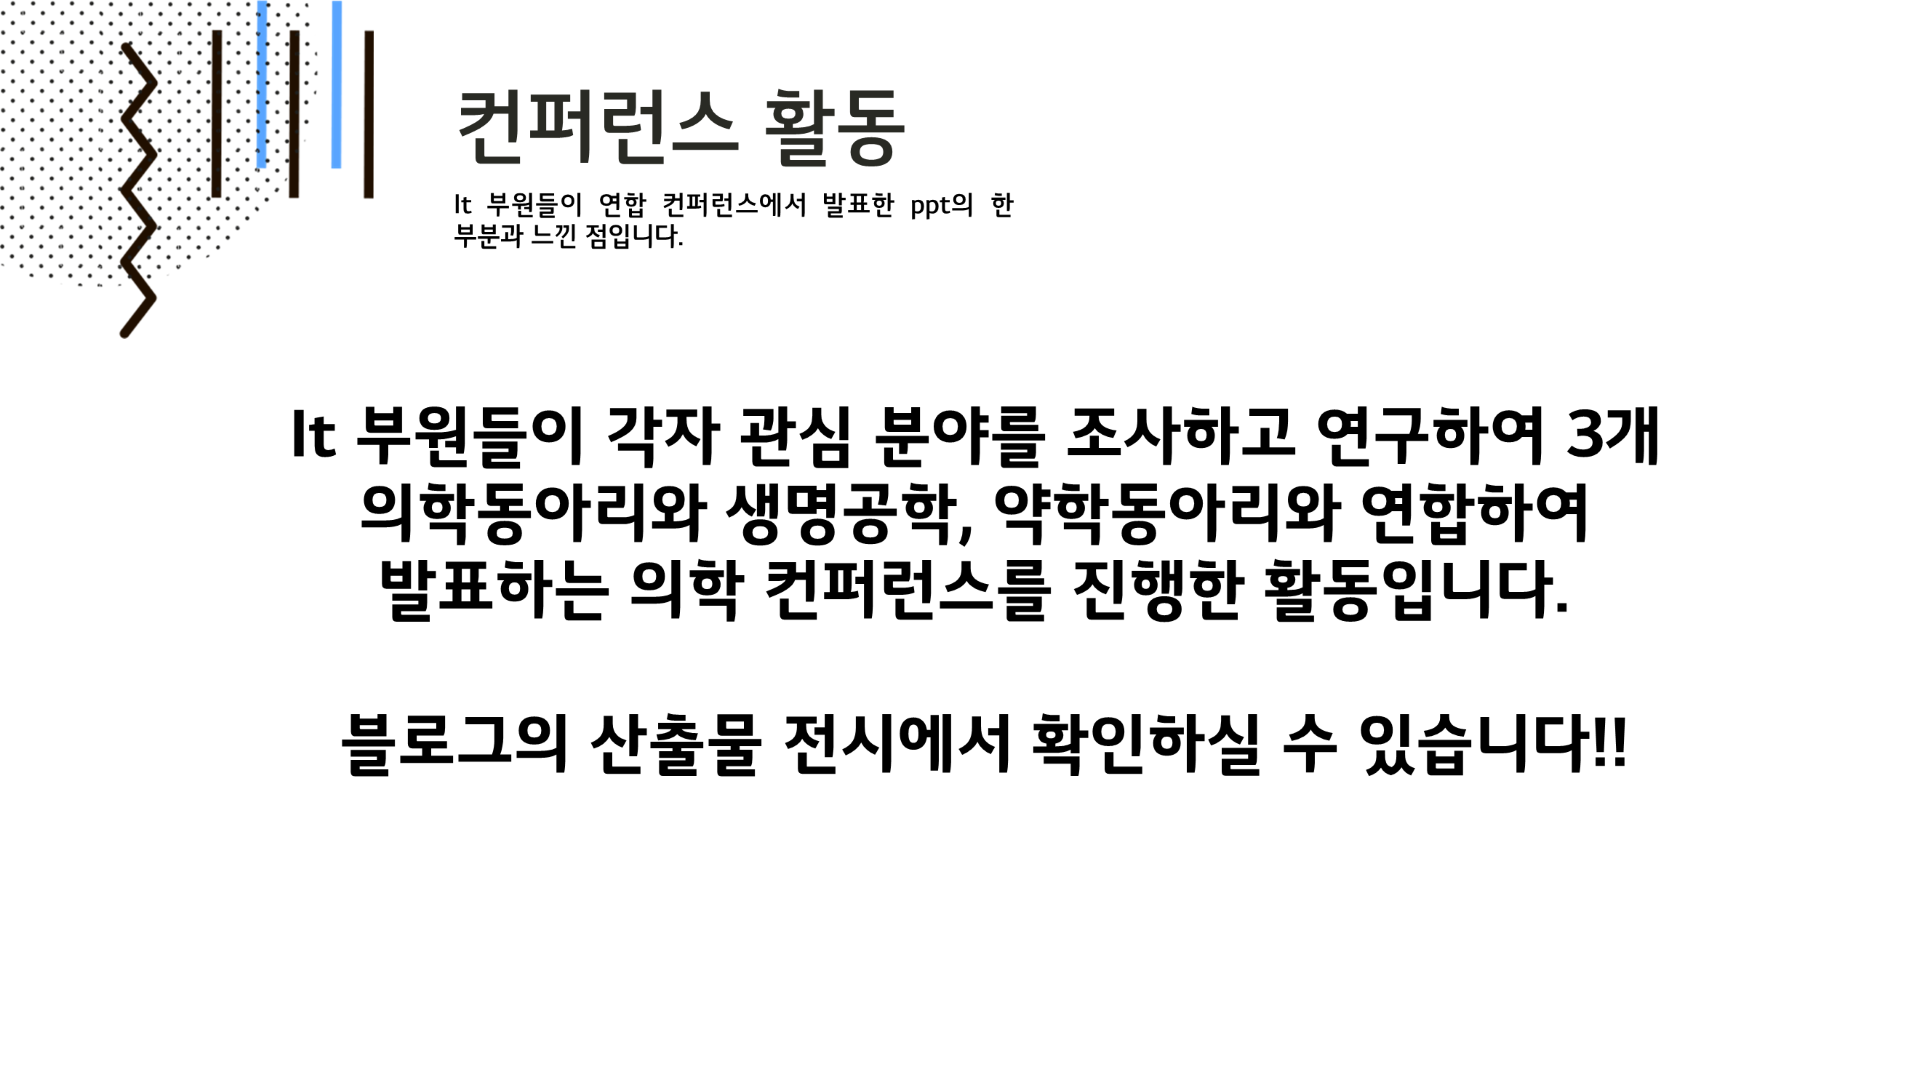 컨퍼런스 활동
It 부원들이 연합 컨퍼런스에서 발표한 ppt의 한
부분과 느낀 점입니다.
It 부원들이 각자 관심 분야를 조사하고 연구하여 3개
의학동아리와 생명공학, 약학동아리와 연합하여
발표하는 의학 컨퍼런스를 진행한 활동입니다.
블로그의 산출물 전시에서 확인하실 수 있습니다!!